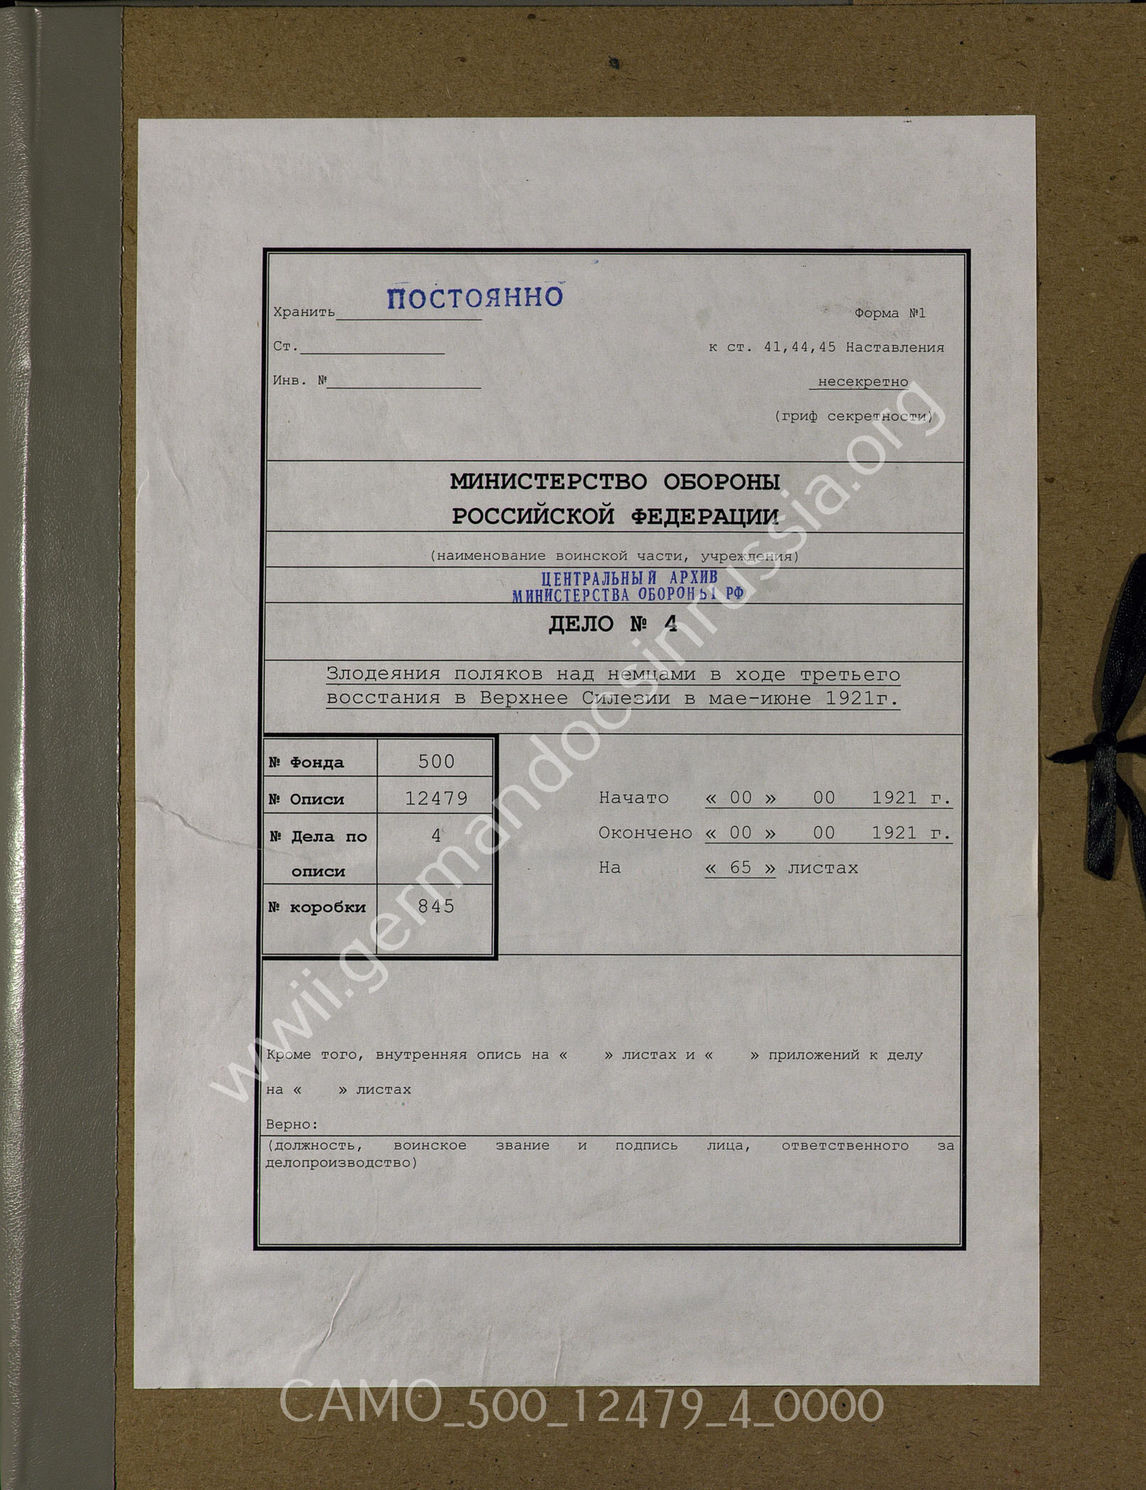 Хранить ПОСТОЯННО
Форма №1
Ст.
к ст. 41,44,45 Наставления
Инв. №
несекретно
(гриф секретности)
МИНИСТЕРСТВО ОБОРОНЫ
РОССИЙСКОЙ ФЕДЕРАЦИИ
(наименование воинской части, учреждения)
ЦЕНТРАЛЬНЫЙ АРХИВ
МИНИСТЕРСТВА ОБОРОНЫ РФ
ДЕЛО № 4
Злодеяния поляков над немцами в ходе третьего
восстания в Верхнее Силезии в мае-июне 1921г.
№ Фонда 500
№ Описи 12479
№ Дела по 4
описи
№ коробки 845
Начато « 00 » 00 1921 г.
Окончено « 00 » 00 1921 г.
На « 65 » листах
Кроме того, внутренняя опись на « » листах и « » приложений к делу
на « » листах
Верно:
(должность, воинское звание и подпись лица, ответственного за
делопроизводство)
wwii.germandocsinrussia.org
CAMO_500_12479_4_0000